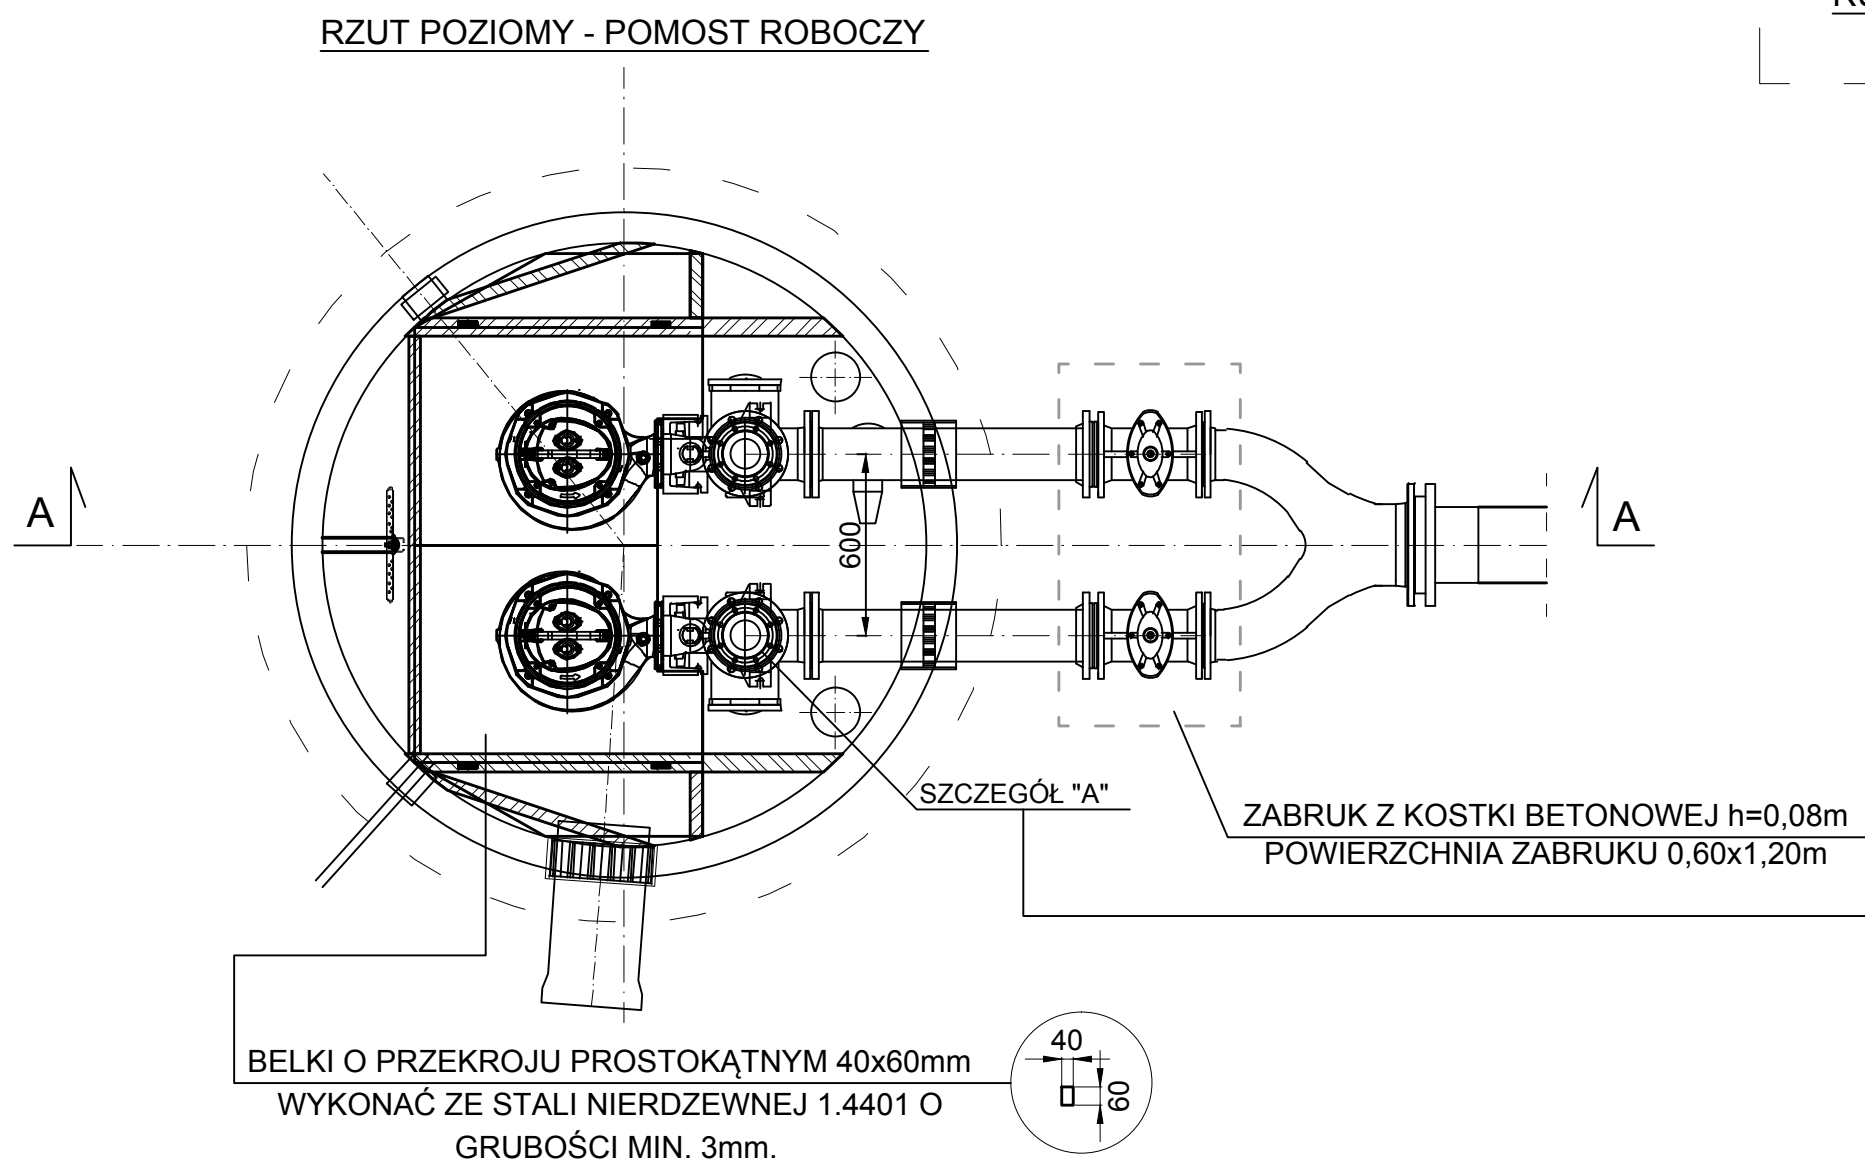 RZUT POZIOMY - POMOST ROBOCZY
A
A
600
SZCZEGÓŁ "A"
ZABRUK Z KOSTKI BETONOWEJ h=0,08m
POWIERZCHNIA ZABRUKU 0,60x1,20m
BELKI O PRZEKROJU PROSTOKĄTNYM 40x60mm
WYKONAĆ ZE STALI NIERDZEWNEJ 1.4401 O
GRUBOŚCI MIN. 3mm.
40
60